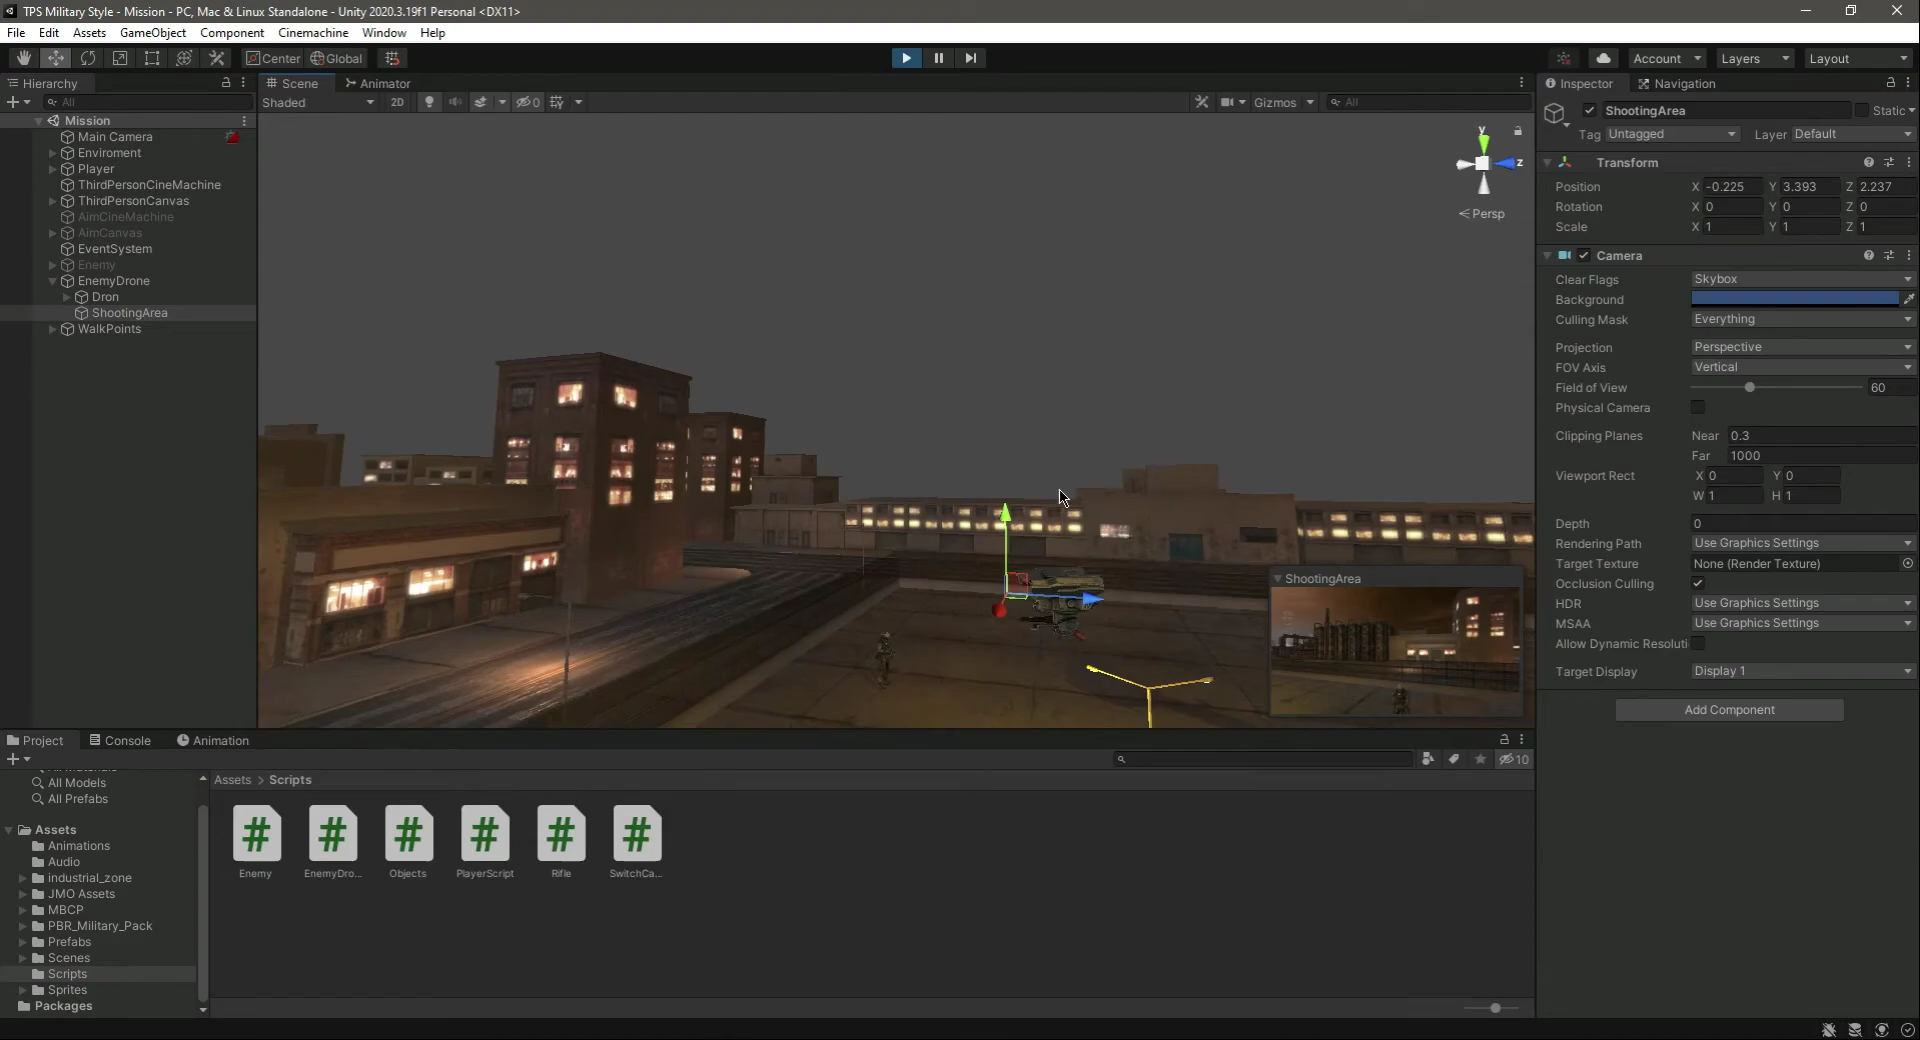 TPS Military Style - Mission - PC, Mac & Linux Standalone - Unity 2020.3.19f1 Personal <DX11>
File Edit Assets GameObject Component Cinemachine Window Help
Center Global
Account Layers Layout
Hierarchy
All
Mission
Main Camera
Enviroment
Player
ThirdPersonCineMachine
ThirdPersonCanvas
AimCineMachine
AimCanvas
EventSystem
Enemy
EnemyDrone
Dron
ShootingArea
WalkPoints
Scene Animator
Shaded 2D 0 Gizmos All
y
z
Persp
ShootingArea
Inspector Navigation
ShootingArea Static
Tag Untagged Layer Default
Transform
Position X -0.225 Y 3.393 Z 2.237
Rotation X 0 Y 0 Z 0
Scale X 1 Y 1 Z 1
Camera
Clear Flags Skybox
Background
Culling Mask Everything
Projection Perspective
FOV Axis Vertical
Field of View 60
Physical Camera
Clipping Planes Near 0.3
Far 1000
Viewport Rect X 0 Y 0
W 1 H 1
Depth 0
Rendering Path Use Graphics Settings
Target Texture None (Render Texture)
Occlusion Culling
HDR Use Graphics Settings
MSAA Use Graphics Settings
Allow Dynamic Resoluti
Target Display Display 1
Add Component
Project Console Animation
10
All Models
All Prefabs
Assets
Animations
Audio
industrial_zone
JMO Assets
MBCP
PBR_Military_Pack
Prefabs
Scenes
Scripts
Sprites
Packages
Assets > Scripts
# # # # # #
Enemy EnemyDro... Objects PlayerScript Rifle SwitchCa...